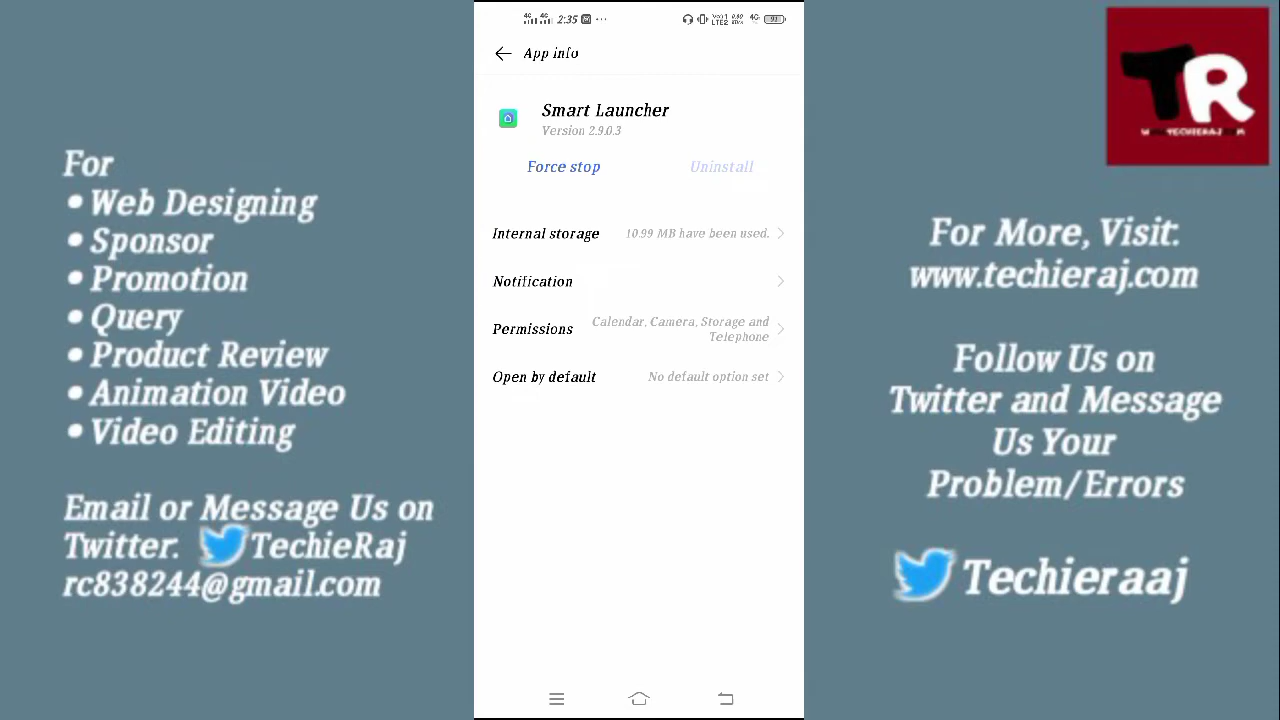 For
• Web Designing
• Sponsor
• Promotion
• Query
• Product Review
• Animation Video
• Video Editing
Email or Message Us on
Twitter. TechieRaj
rc838244@gmail.com
4G 4G 2:35 ...
4G 93
← App info
Smart Launcher
Version 2.9.0.3
Force stop Uninstall
Internal storage 10.99 MB have been used.
Notification
Permissions Calendar, Camera, Storage and
Telephone
Open by default No default option set
TR
For More, Visit:
www.techieraj.com
Follow Us on
Twitter and Message
Us Your
Problem/Errors
Techieraaj